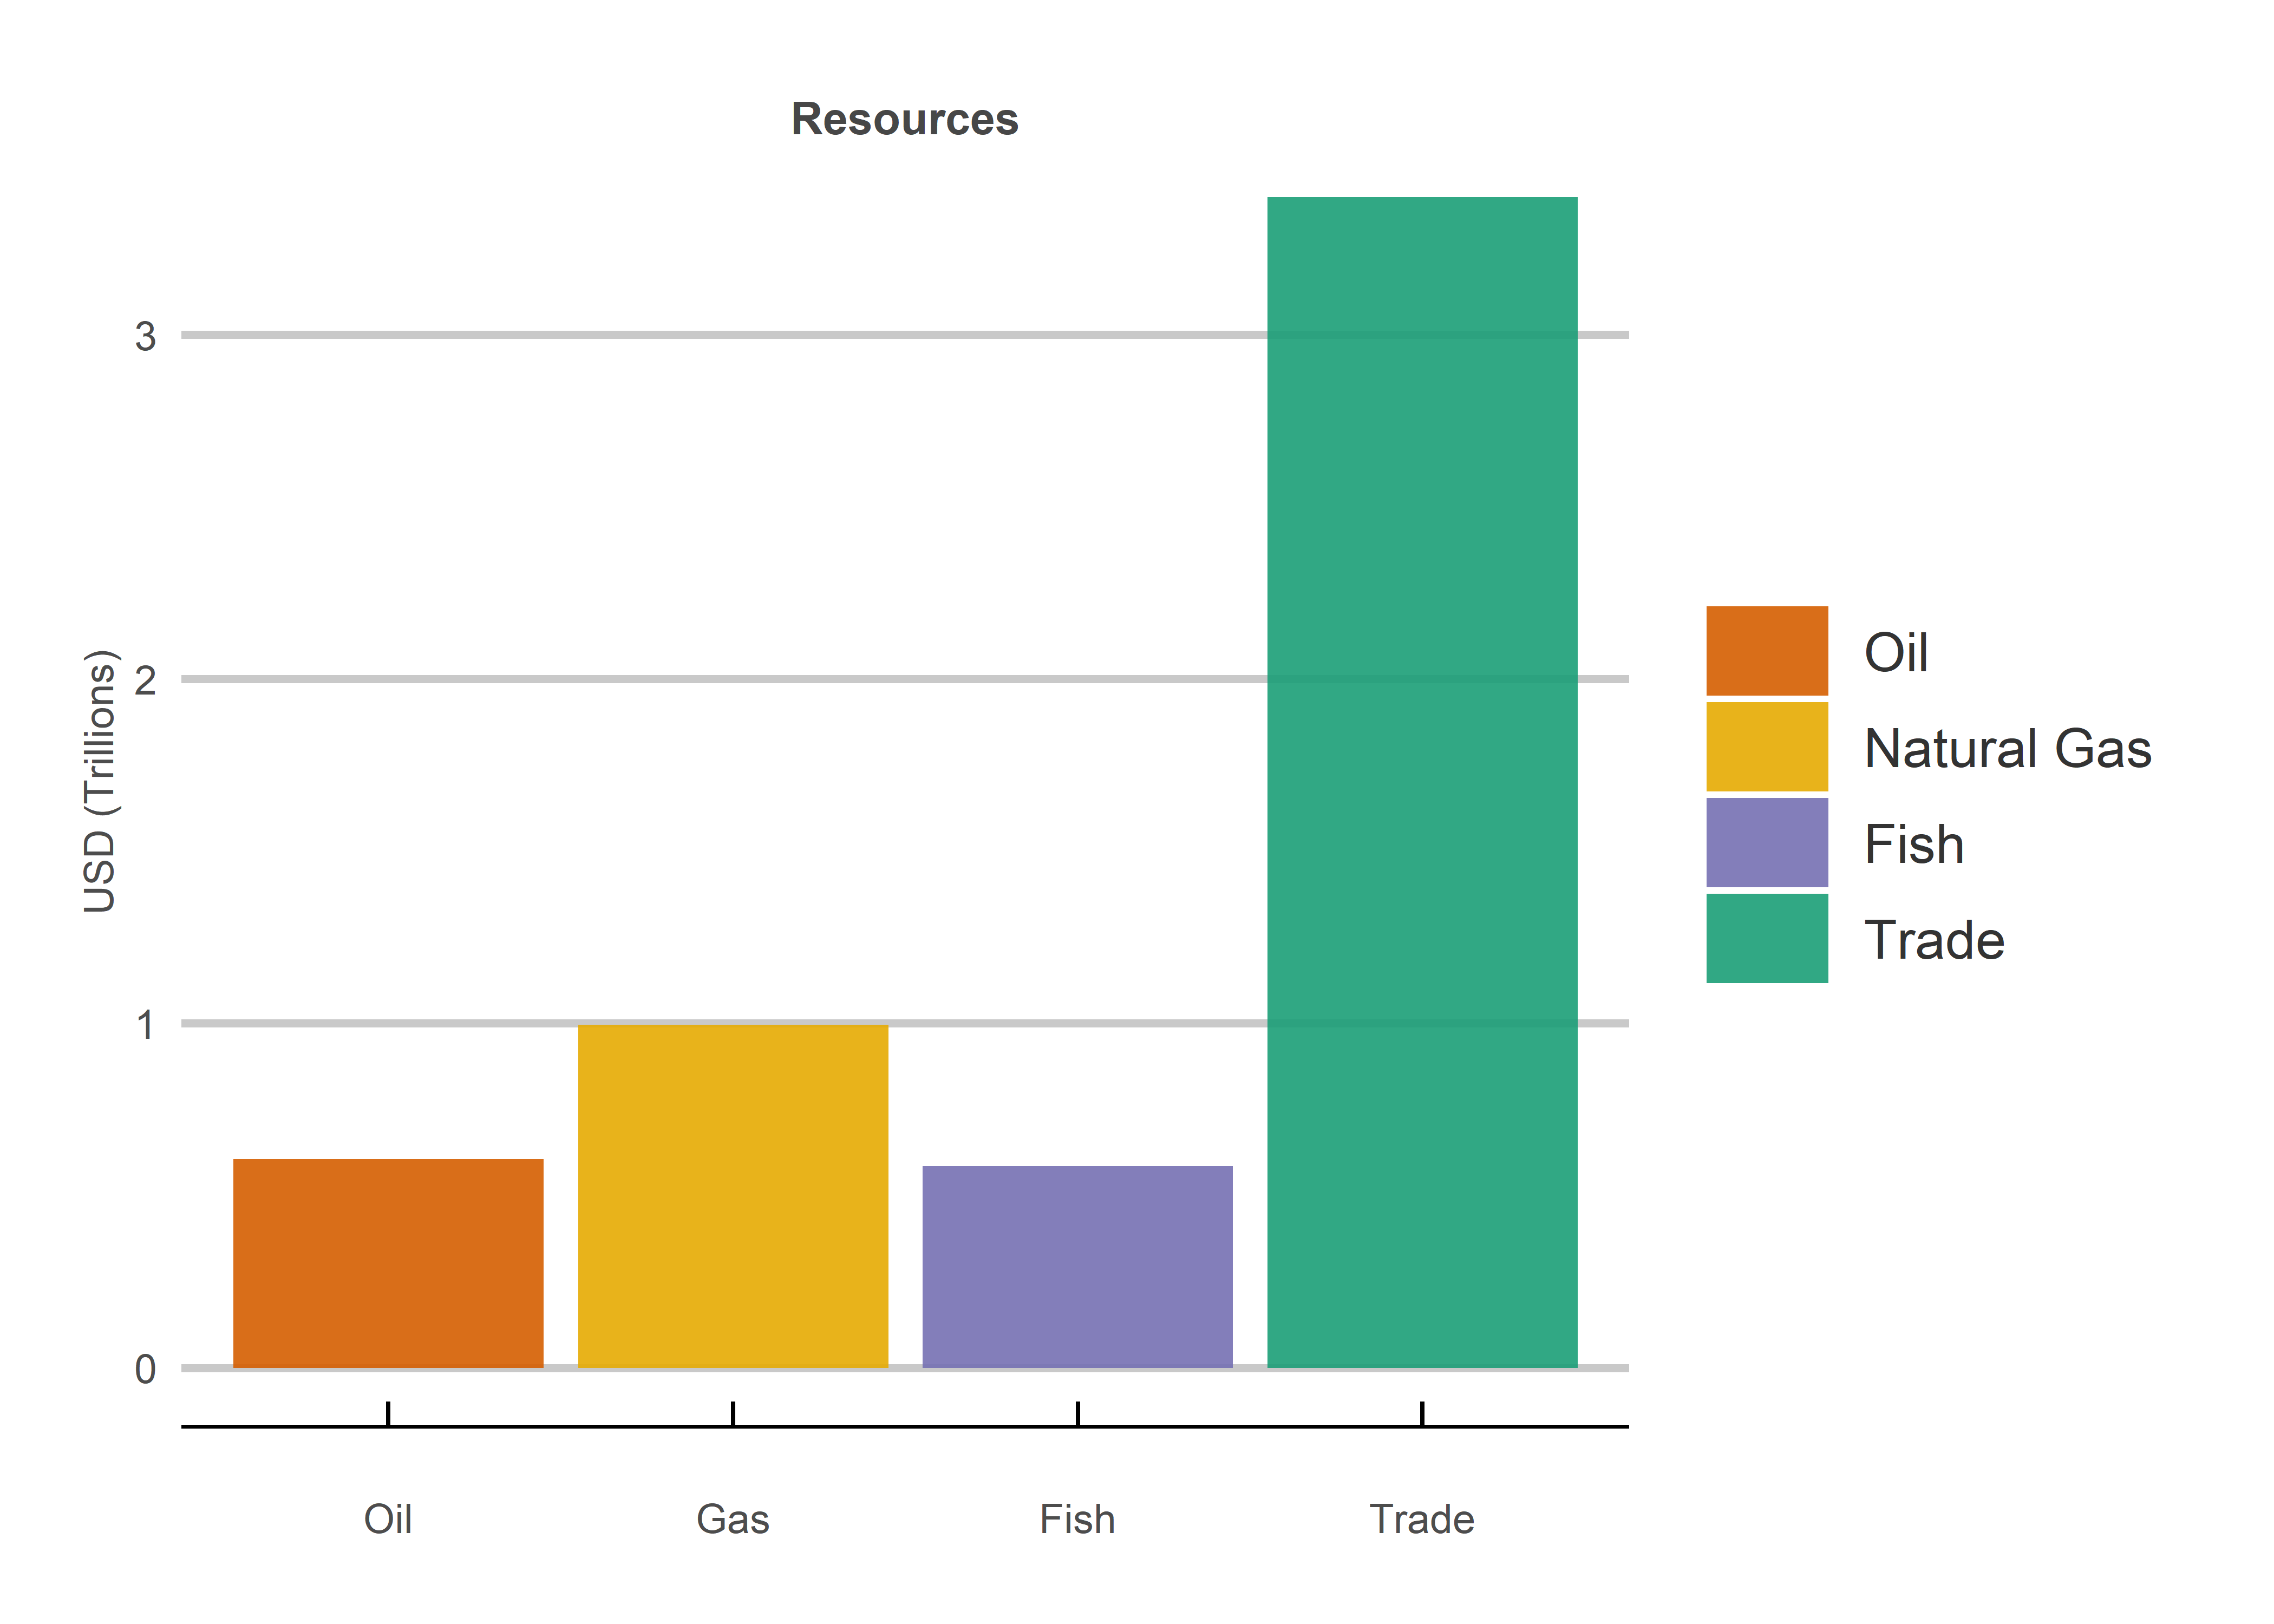 Resources
USD (Trillions)
3
2
1
0
Oil
Gas
Fish
Trade
Oil
Natural Gas
Fish
Trade